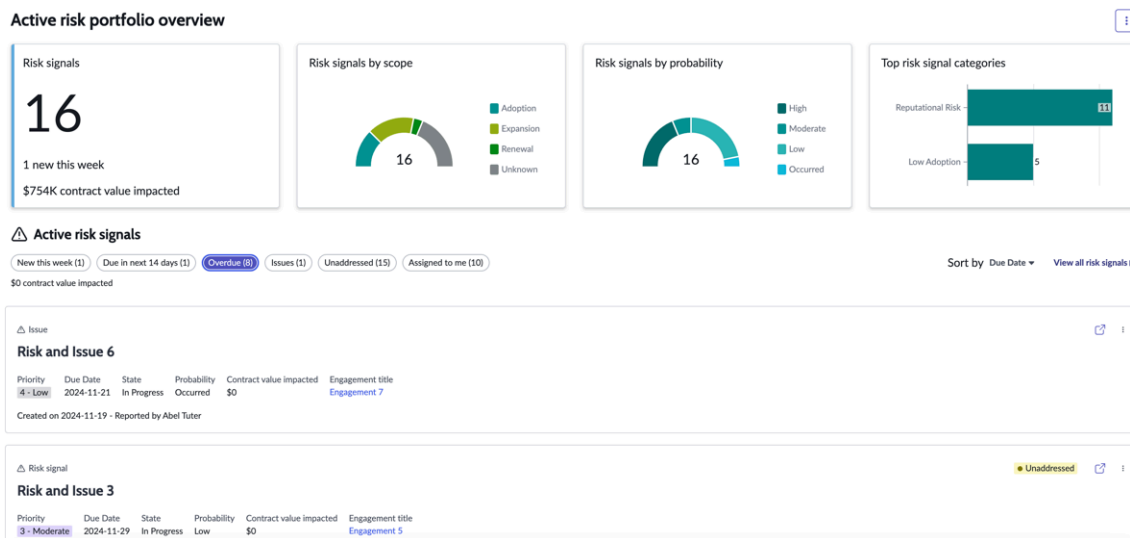 Active risk portfolio overview
Risk signals
16
1 new this week
$754K contract value impacted
Risk signals by scope
16
Adoption
Expansion
Renewal
Unknown
Risk signals by probability
16
High
Moderate
Low
Occurred
Top risk signal categories
Reputational Risk
11
Low Adoption
5
Active risk signals
New this week (1) Due in next 14 days (1) Overdue (8) Issues (1) Unaddressed (15) Assigned to me (10)
Sort by Due Date View all risk signals
$0 contract value impacted
Issue
Risk and Issue 6
Priority Due Date State Probability Contract value impacted Engagement title
4 - Low 2024-11-21 In Progress Occurred $0 Engagement 7
Created on 2024-11-19 - Reported by Abel Tuter
Risk signal
Unaddressed
Risk and Issue 3
Priority Due Date State Probability Contract value impacted Engagement title
3 - Moderate 2024-11-29 In Progress Low $0 Engagement 5